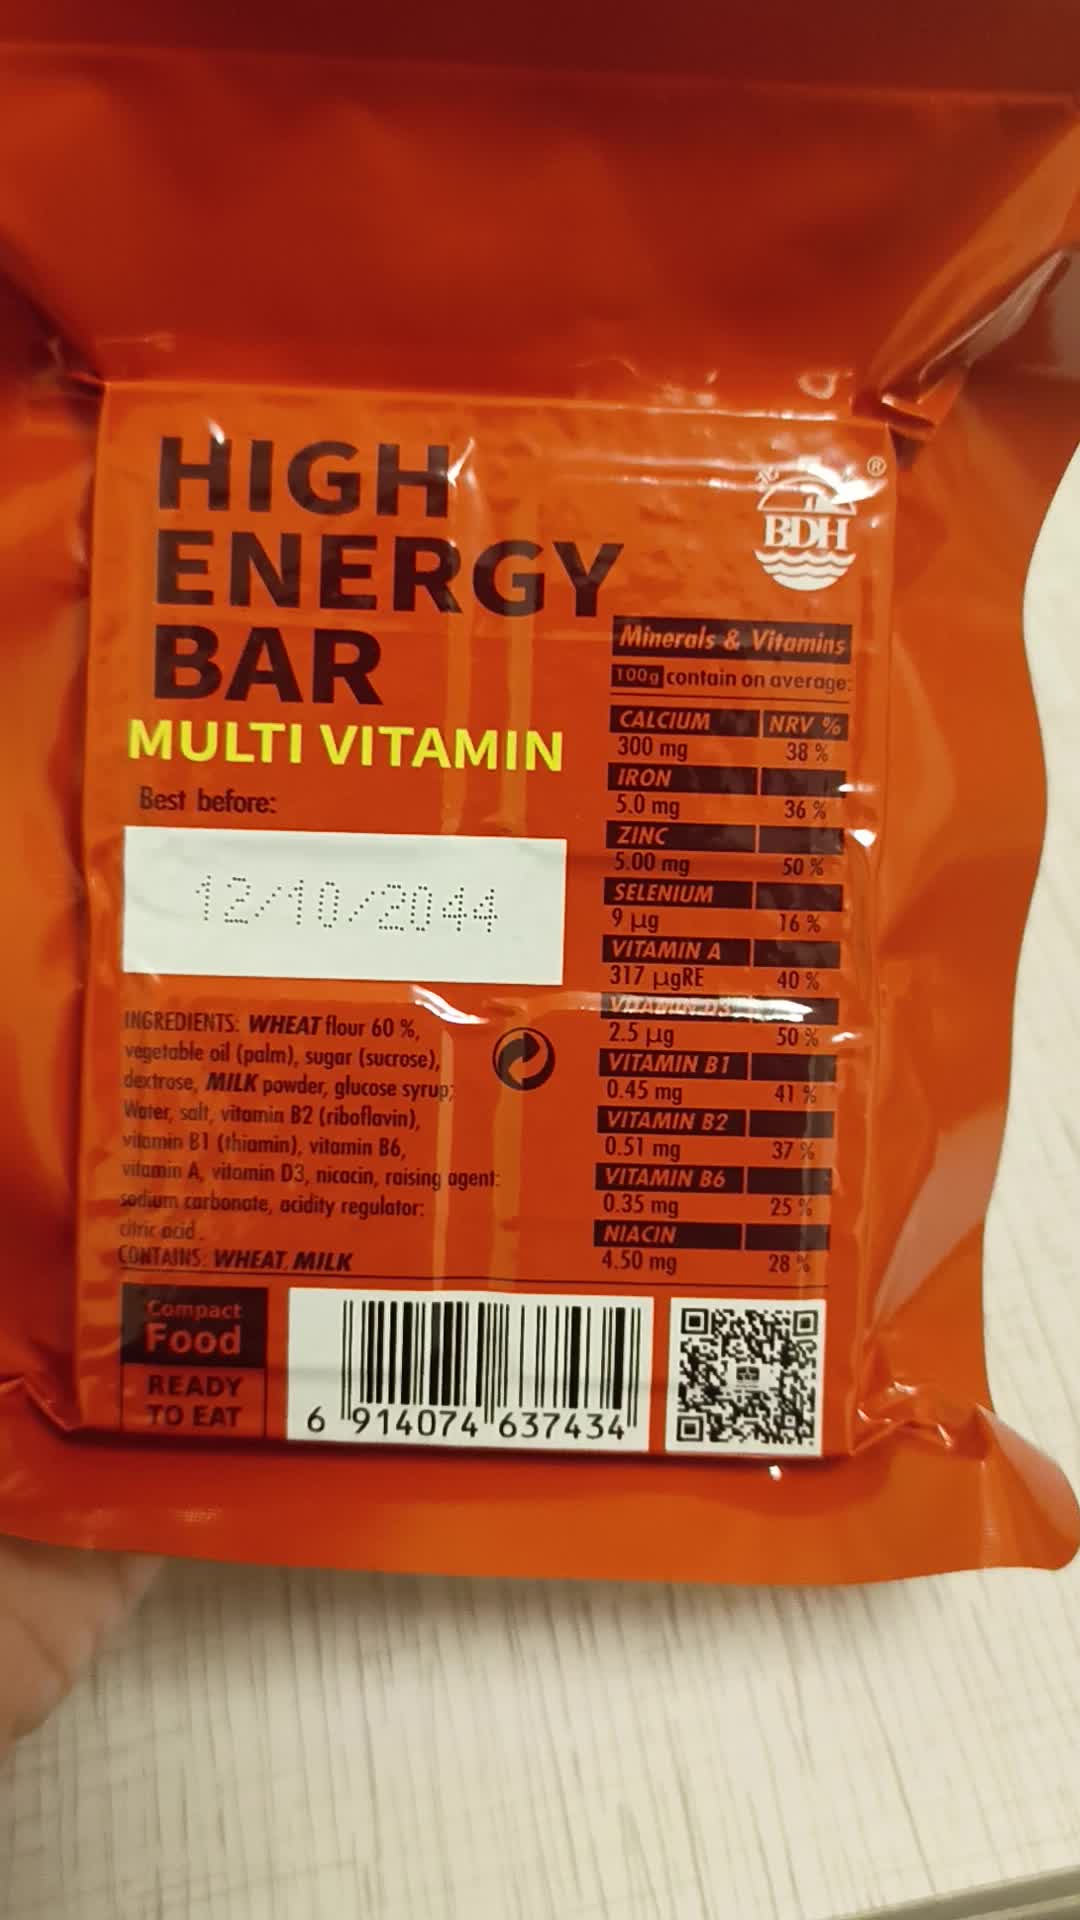 HIGH
ENERGY
BAR
MULTI VITAMIN
Best before:
12/10/2044
INGREDIENTS: WHEAT flour 60 %,
vegetable oil (palm), sugar (sucrose),
dextrose, MILK powder, glucose syrup;
Water, salt, vitamin B2 (riboflavin),
vitamin B1 (thiamin), vitamin B6,
vitamin A, vitamin D3, niacin, raising agent:
sodium carbonate, acidity regulator:
citric acid.
CONTAINS: WHEAT, MILK
Compact
Food
READY
TO EAT
6 914074 637434
®
BDH
Minerals & Vitamins
100g contain on average:
CALCIUM NRV %
300 mg 38 %
IRON
5.0 mg 36 %
ZINC
5.00 mg 50 %
SELENIUM
9 µg 16 %
VITAMIN A
317 µgRE 40 %
VITAMIN D3
2.5 µg 50 %
VITAMIN B1
0.45 mg 41 %
VITAMIN B2
0.51 mg 37 %
VITAMIN B6
0.35 mg 25 %
NIACIN
4.50 mg 28 %